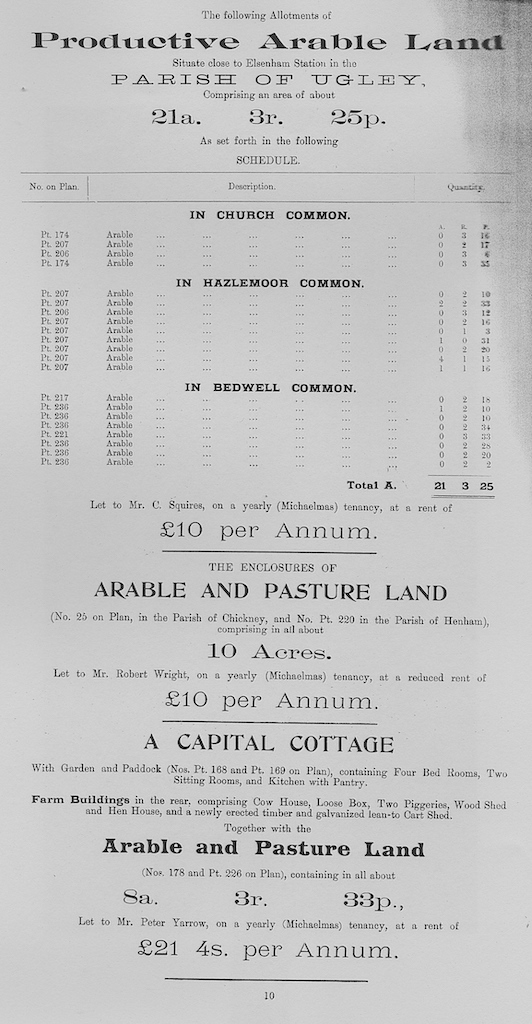 The following Allotments of
Productive Arable Land
Situate close to Elsenham Station in the
PARISH OF UGLEY,
Comprising an area of about
21a. 3r. 25p.
As set forth in the following
SCHEDULE.
No. on Plan. Description. Quantity.
IN CHURCH COMMON.
A. R. P.
Pt. 174 Arable ... ... ... ... ... ... 0 3 16
Pt. 207 Arable ... ... ... ... ... ... 0 2 17
Pt. 206 Arable ... ... ... ... ... ... 0 3 6
Pt. 174 Arable ... ... ... ... ... ... 0 3 35
IN HAZLEMOOR COMMON.
Pt. 207 Arable ... ... ... ... ... ... 0 2 10
Pt. 207 Arable ... ... ... ... ... ... 2 2 33
Pt. 206 Arable ... ... ... ... ... ... 0 3 12
Pt. 207 Arable ... ... ... ... ... ... 0 2 16
Pt. 207 Arable ... ... ... ... ... ... 0 1 3
Pt. 207 Arable ... ... ... ... ... ... 1 0 31
Pt. 207 Arable ... ... ... ... ... ... 0 2 20
Pt. 207 Arable ... ... ... ... ... ... 4 1 15
Pt. 207 Arable ... ... ... ... ... ... 1 1 16
IN BEDWELL COMMON.
Pt. 217 Arable ... ... ... ... ... ... 0 2 18
Pt. 236 Arable ... ... ... ... ... ... 1 2 10
Pt. 236 Arable ... ... ... ... ... ... 0 2 10
Pt. 236 Arable ... ... ... ... ... ... 0 2 34
Pt. 221 Arable ... ... ... ... ... ... 0 3 33
Pt. 236 Arable ... ... ... ... ... ... 0 2 28
Pt. 236 Arable ... ... ... ... ... ... 0 2 20
Pt. 236 Arable ... ... ... ... ... ... 0 2 2
Total A. 21 3 25
Let to Mr. C. Squires, on a yearly (Michaelmas) tenancy, at a rent of
£10 per Annum.
THE ENCLOSURES OF
ARABLE AND PASTURE LAND
(No. 25 on Plan, in the Parish of Chickney, and No. Pt. 220 in the Parish of Henham),
comprising in all about
10 Acres.
Let to Mr. Robert Wright, on a yearly (Michaelmas) tenancy, at a reduced rent of
£10 per Annum.
A CAPITAL COTTAGE
With Garden and Paddock (Nos. Pt. 168 and Pt. 169 on Plan), containing Four Bed Rooms, Two
Sitting Rooms, and Kitchen with Pantry.
Farm Buildings in the rear, comprising Cow House, Loose Box, Two Piggeries, Wood Shed
and Hen House, and a newly erected timber and galvanized lean-to Cart Shed.
Together with the
Arable and Pasture Land
(Nos. 178 and Pt. 226 on Plan), containing in all about
8a. 3r. 33p.,
Let to Mr. Peter Yarrow, on a yearly (Michaelmas) tenancy, at a rent of
£21 4s. per Annum.
10